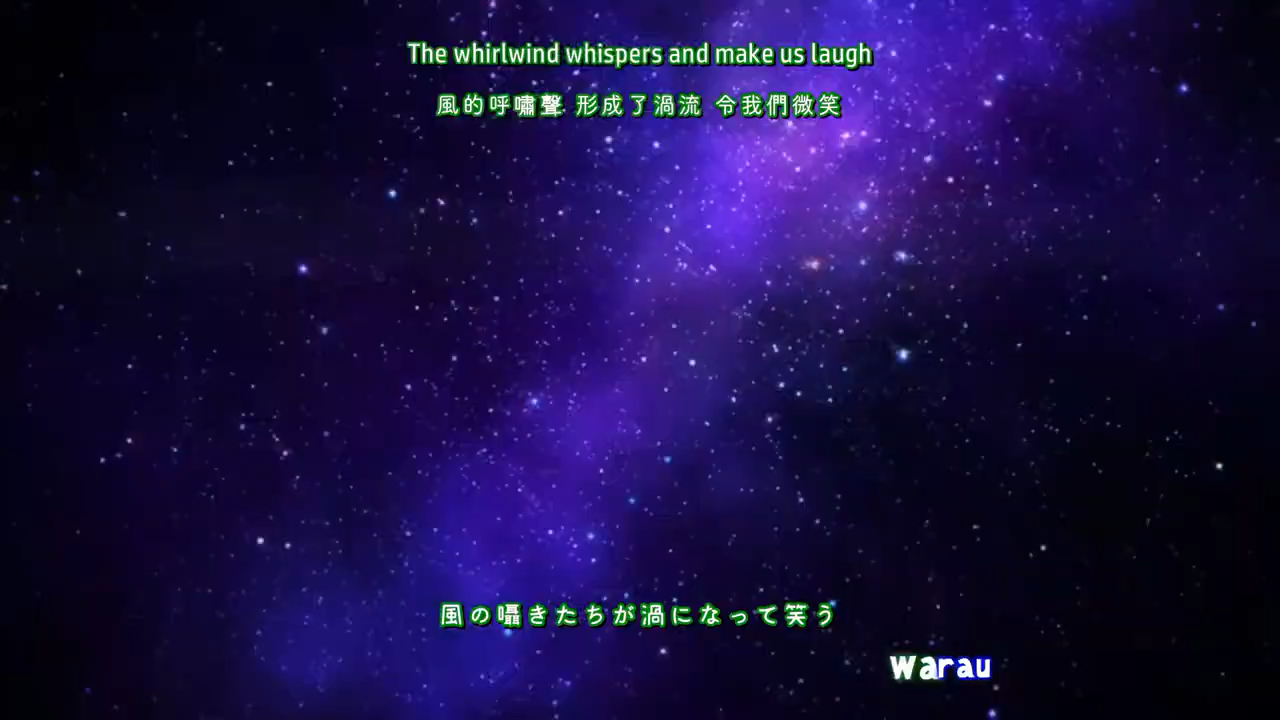 The whirlwind whispers and make us laugh
風的呼嘯聲 形成了渦流 令我們微笑
風の囁きたちが渦になって笑う
Warau